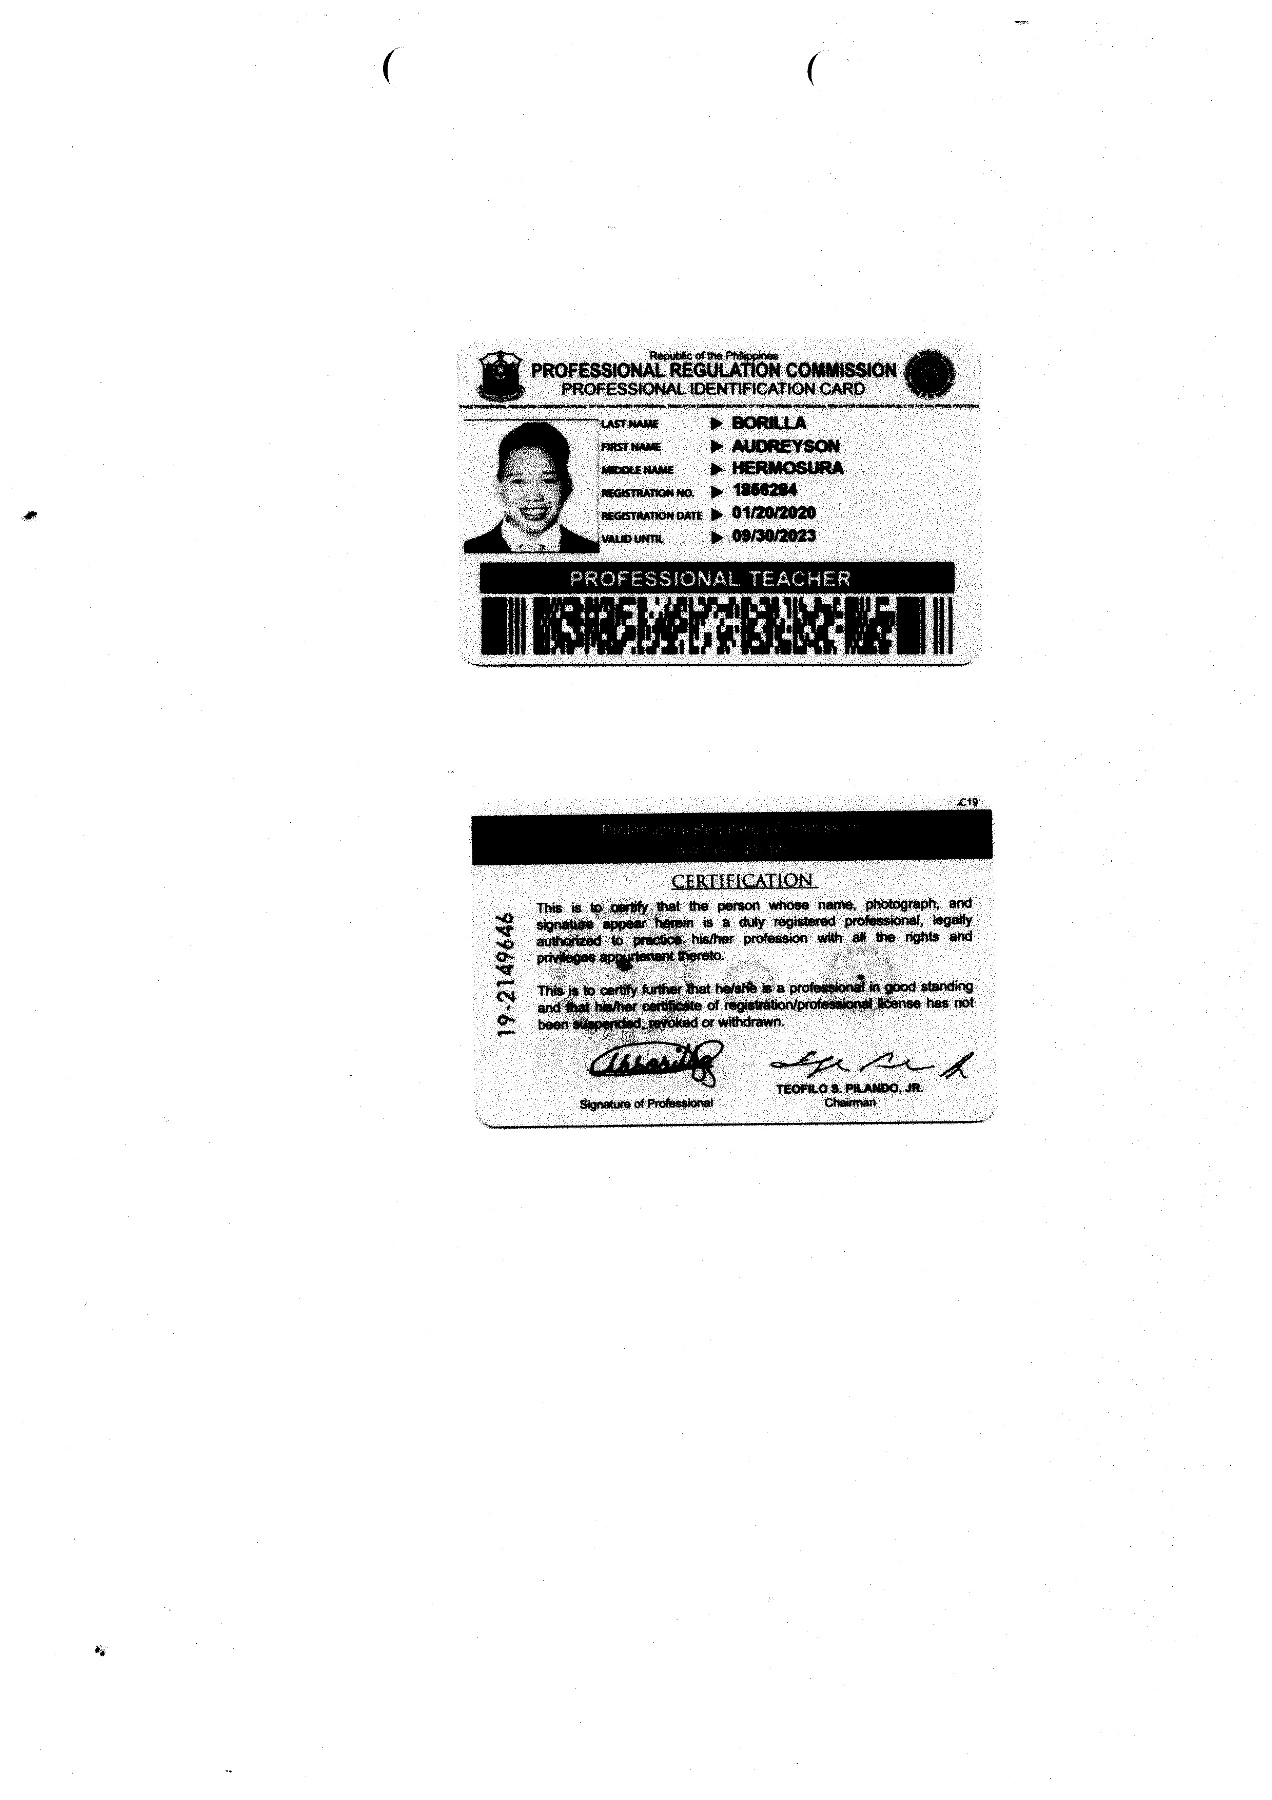 Republic of the Philippines
PROFESSIONAL REGULATION COMMISSION
PROFESSIONAL IDENTIFICATION CARD
LAST NAME BORILLA
FIRST NAME AUDREYSON
MIDDLE NAME HERMOSURA
REGISTRATION NO. 1856284
REGISTRATION DATE 01/20/2020
VALID UNTIL 09/30/2023
PROFESSIONAL TEACHER
C19
CERTIFICATION
This is to certify that the person whose name, photograph, and
signature appear herein is a duly registered professional, legally
authorized to practice his/her profession with all the rights and
privileges appurtenant thereto.
This is to certify further that he/she is a professional in good standing
and that his/her certificate of registration/professional license has not
been suspended, revoked or withdrawn.
19-2149646
TEOFILO S. PILANDO, JR.
Signature of Professional
Chairman